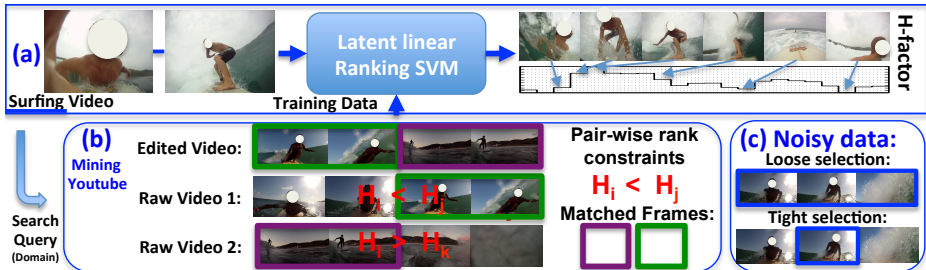 (a)
Surfing Video
Training Data
Latent linear
Ranking SVM
H-factor
Search
Query
(Domain)
(b)
Mining
Youtube
Edited Video:
Raw Video 1:
Hi < Hj
Raw Video 2:
Hi > Hk
Pair-wise rank
constraints
Hi < Hj
Matched Frames:
(c) Noisy data:
Loose selection:
Tight selection: